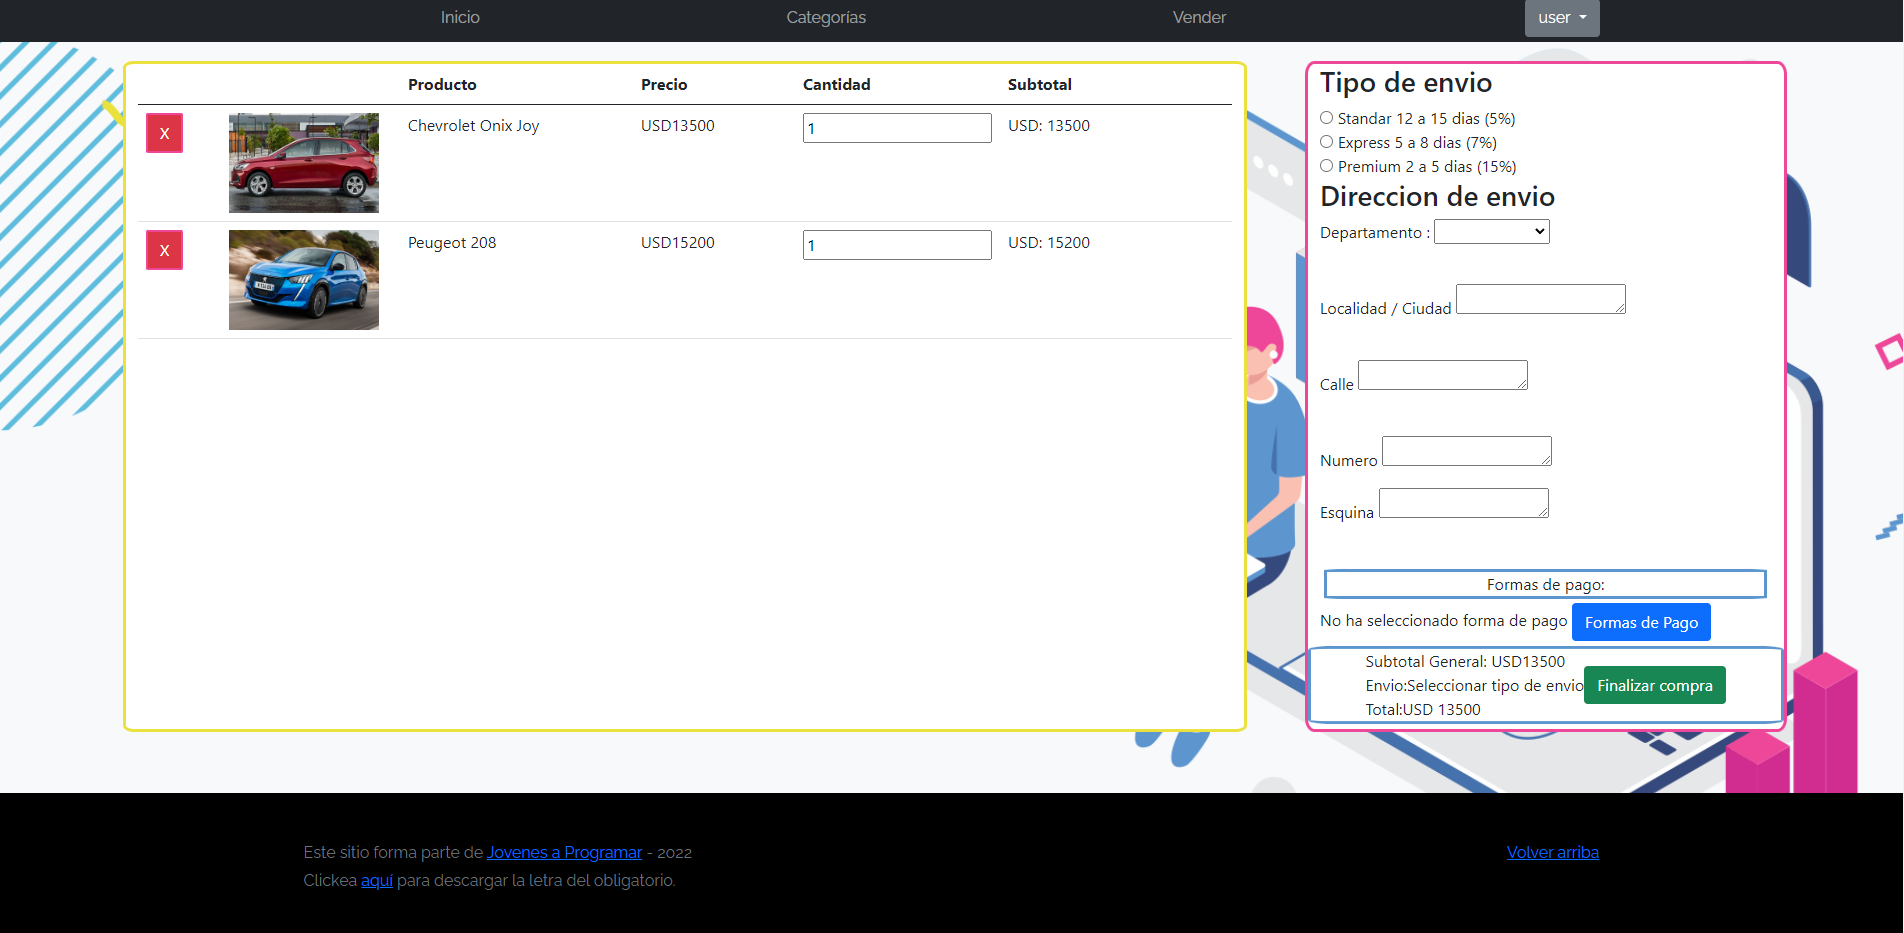 Inicio Categorías Vender user
Producto Precio Cantidad Subtotal
X Chevrolet Onix Joy USD13500 1 USD: 13500
X Peugeot 208 USD15200 1 USD: 15200
Tipo de envio
Standar 12 a 15 dias (5%)
Express 5 a 8 dias (7%)
Premium 2 a 5 dias (15%)
Direccion de envio
Departamento :
Localidad / Ciudad
Calle
Numero
Esquina
Formas de pago:
No ha seleccionado forma de pago Formas de Pago
Subtotal General: USD13500
Envio:Seleccionar tipo de envio Finalizar compra
Total:USD 13500
Este sitio forma parte de Jovenes a Programar - 2022 Volver arriba
Clickea aquí para descargar la letra del obligatorio.